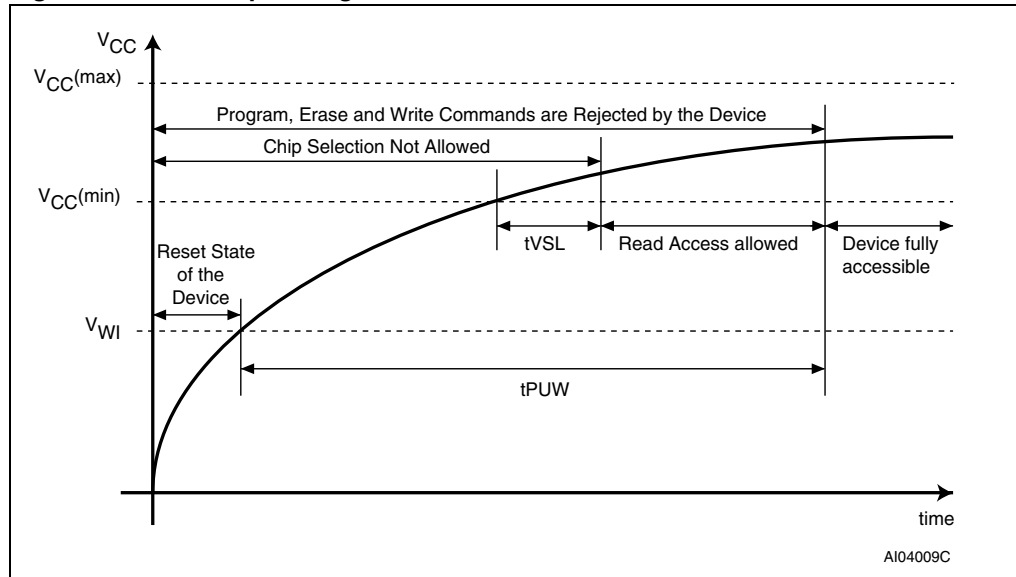 VCC
VCC(max)
Program, Erase and Write Commands are Rejected by the Device
Chip Selection Not Allowed
VCC(min)
tVSL
Read Access allowed
Device fully
accessible
Reset State
of the
Device
VWI
tPUW
time
AI04009C